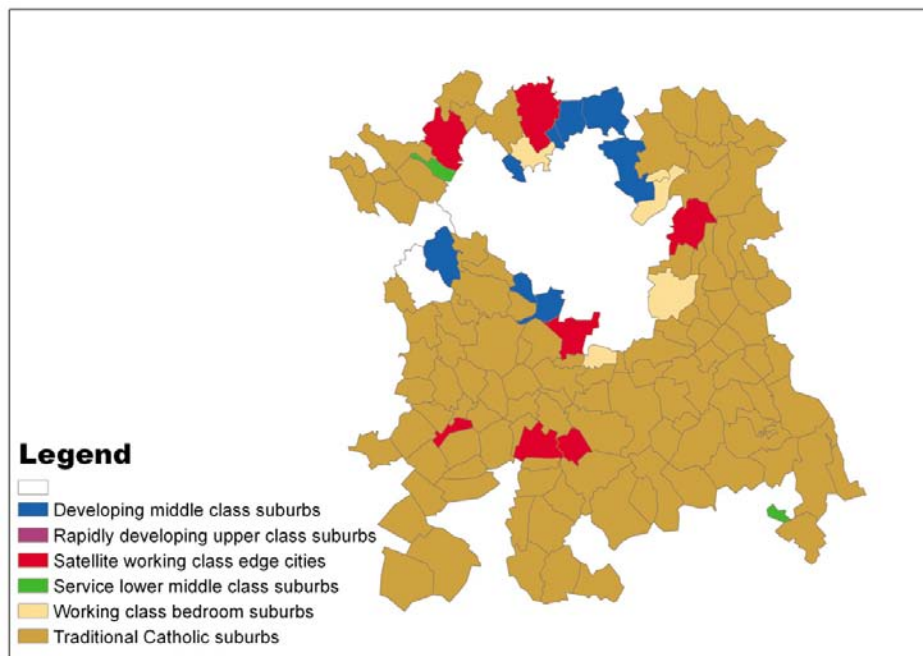 Legend
Developing middle class suburbs
Rapidly developing upper class suburbs
Satellite working class edge cities
Service lower middle class suburbs
Working class bedroom suburbs
Traditional Catholic suburbs